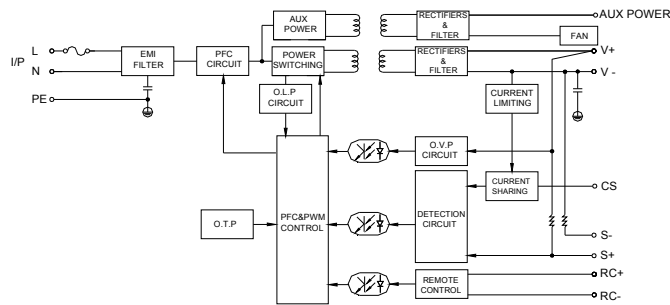 AUX
POWER
RECTIFIERS
&
FILTER
AUX POWER
FAN
I/P
L
N
PE
EMI
FILTER
PFC
CIRCUIT
POWER
SWITCHING
RECTIFIERS
&
FILTER
V+
V -
O.L.P
CIRCUIT
CURRENT
LIMITING
O.V.P
CIRCUIT
PFC&PWM
CONTROL
CURRENT
SHARING
CS
O.T.P
DETECTION
CIRCUIT
S-
S+
REMOTE
CONTROL
RC+
RC-